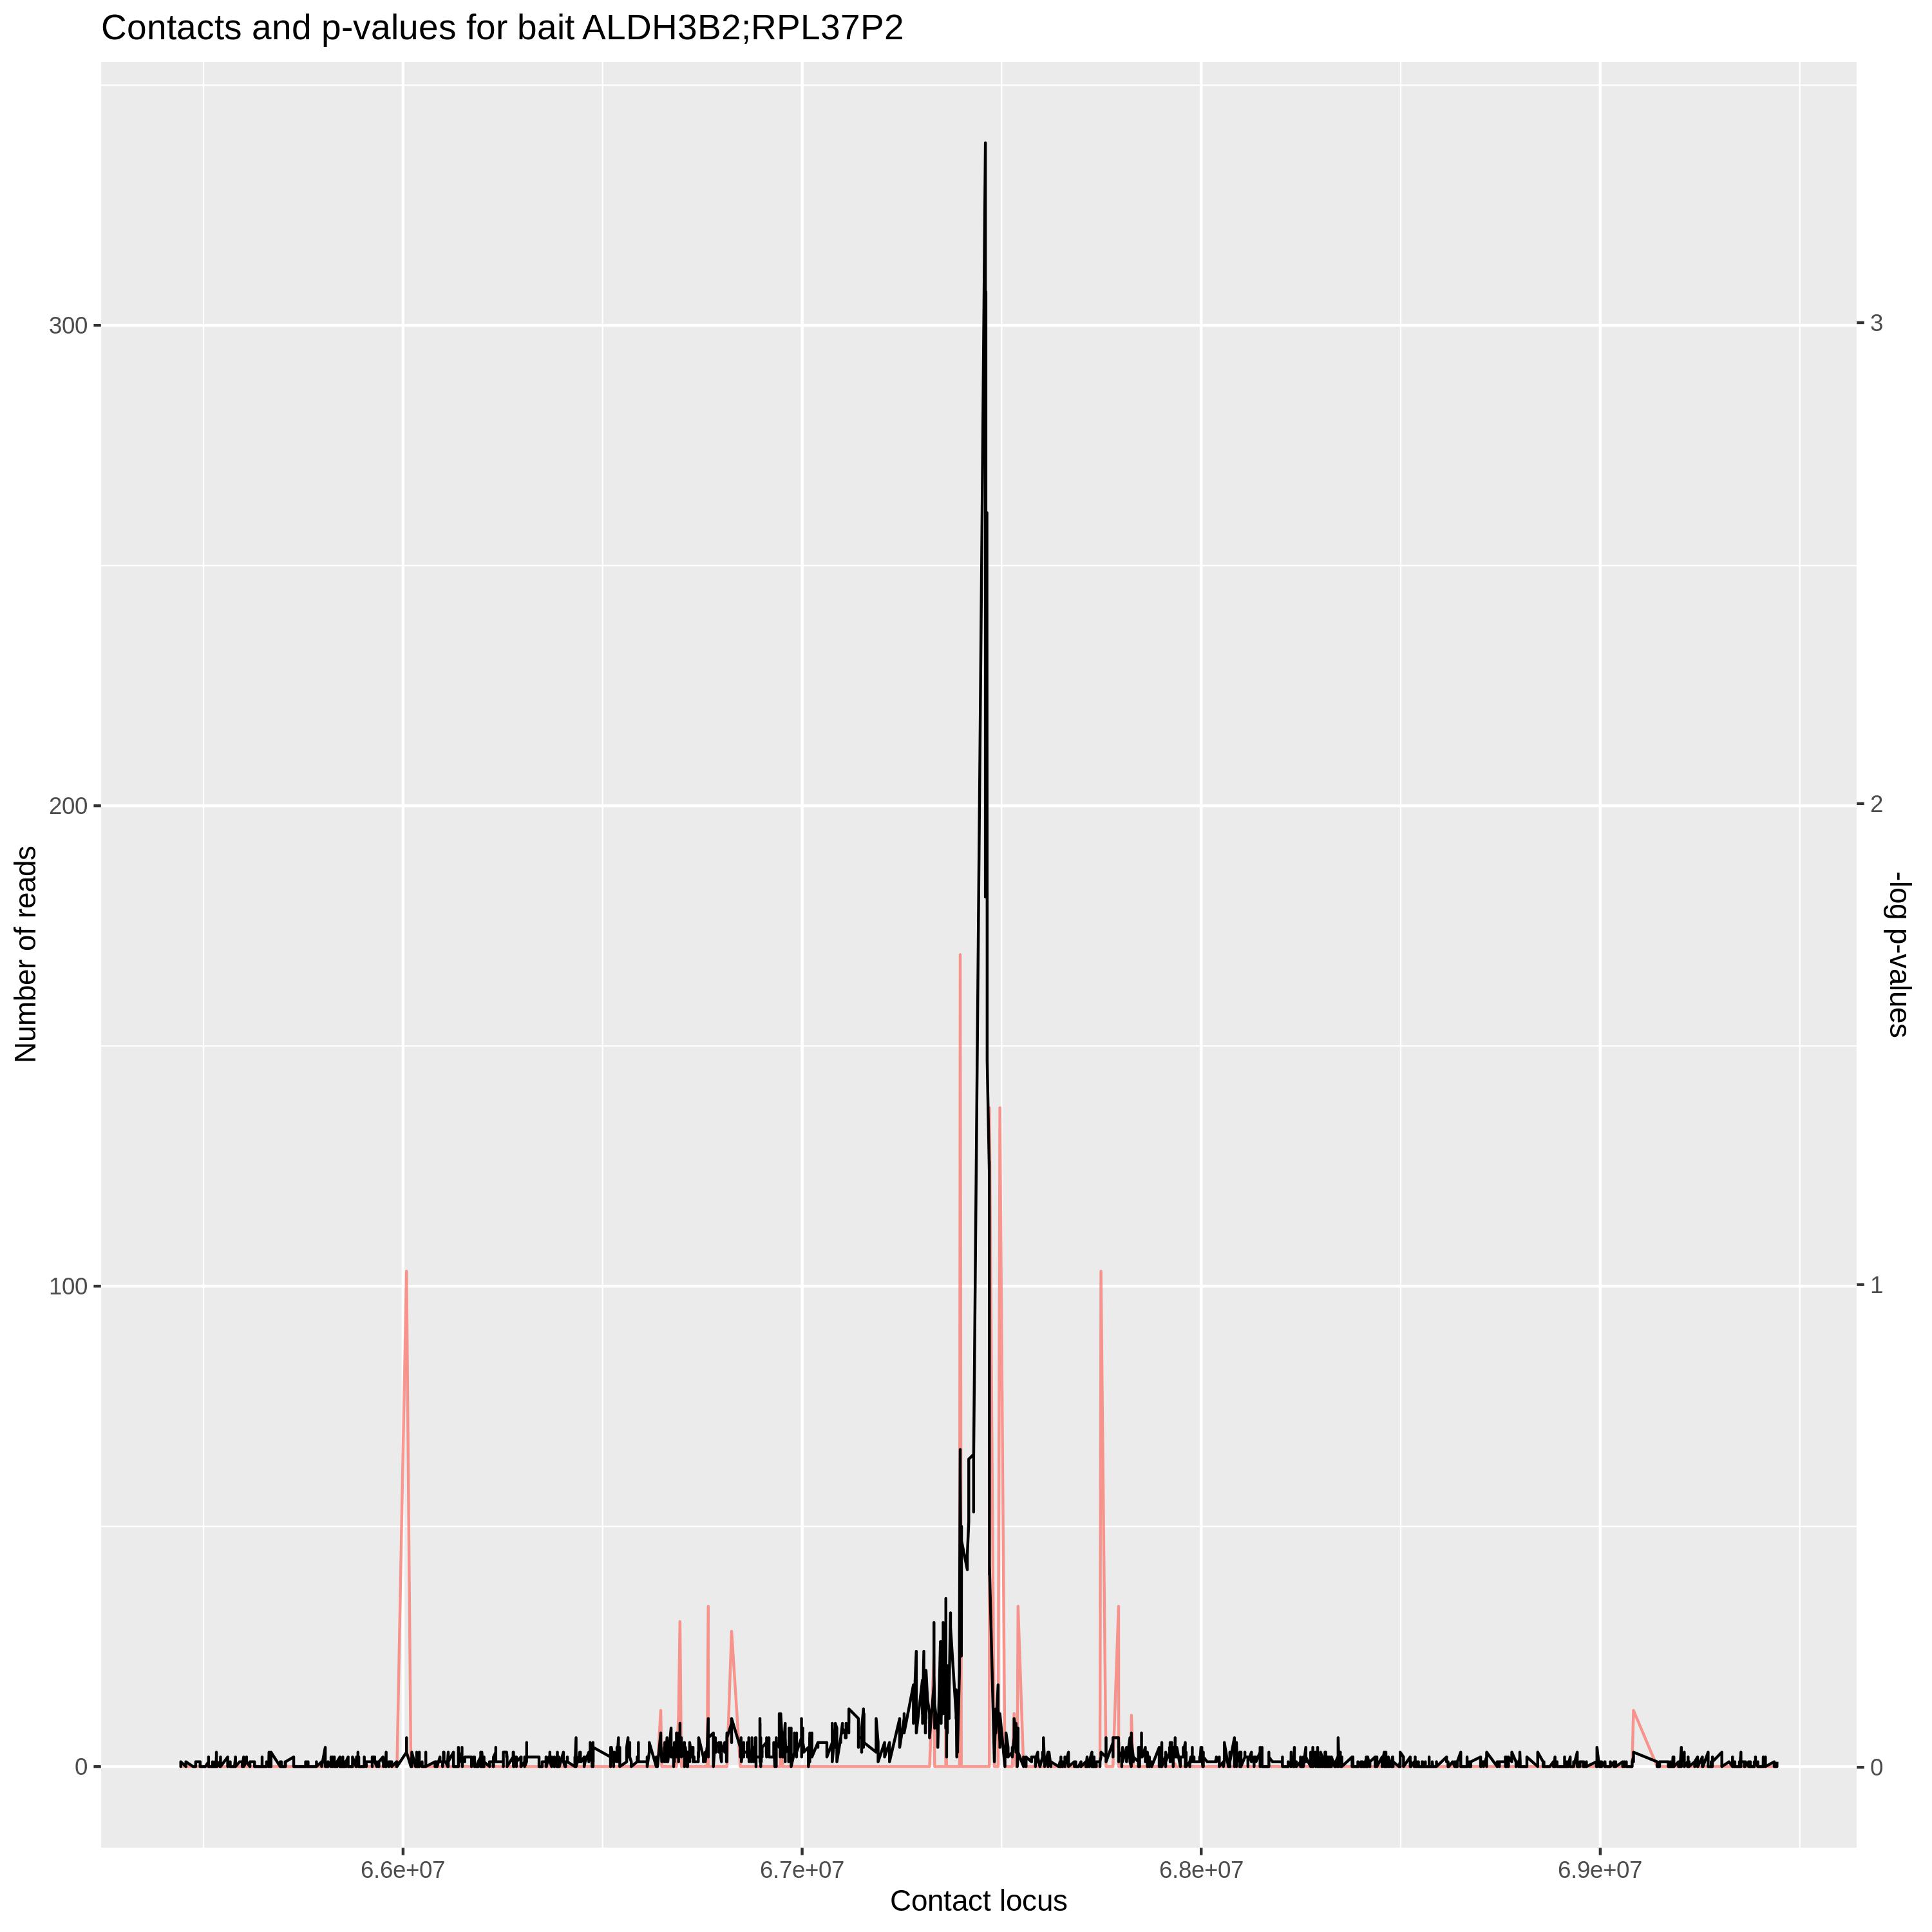 Contacts and p-values for bait ALDH3B2;RPL37P2
Number of reads
300
200
100
0
3
2
1
0
-log p-values
6.6e+07 6.7e+07 6.8e+07 6.9e+07
Contact locus